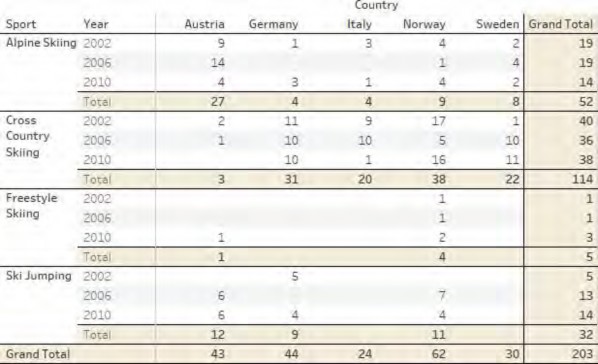 Country
Sport Year Austria Germany Italy Norway Sweden Grand Total
Alpine Skiing 2002 9 1 3 4 2 19
2006 14 1 4 19
2010 4 3 1 4 2 14
Total 27 4 4 9 8 52
Cross Country Skiing 2002 2 11 9 17 1 40
2006 1 10 10 5 10 36
2010 10 1 16 11 38
Total 3 31 20 38 22 114
Freestyle Skiing 2002 1 1
2006 1 1
2010 1 2 3
Total 1 4 5
Ski Jumping 2002 5 5
2006 6 7 13
2010 6 4 4 14
Total 12 9 11 32
Grand Total 43 44 24 62 30 203